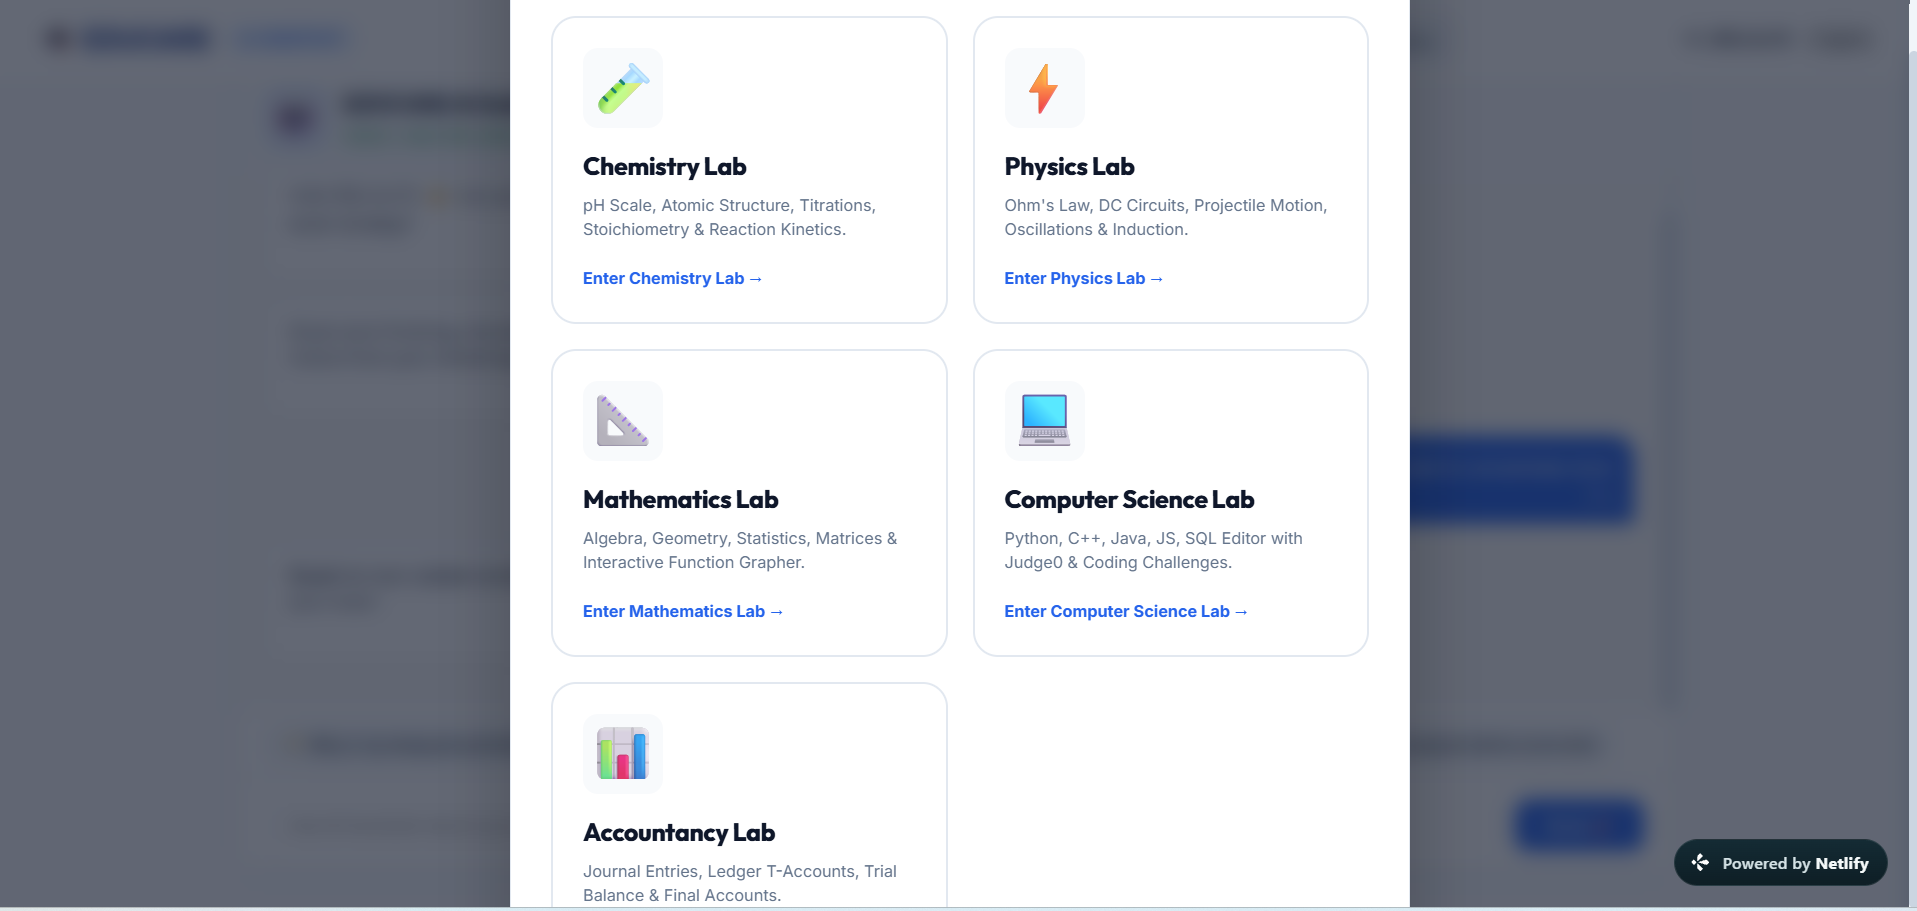 Chemistry Lab
pH Scale, Atomic Structure, Titrations,
Stoichiometry & Reaction Kinetics.
Enter Chemistry Lab →
Physics Lab
Ohm's Law, DC Circuits, Projectile Motion,
Oscillations & Induction.
Enter Physics Lab →
Mathematics Lab
Algebra, Geometry, Statistics, Matrices &
Interactive Function Grapher.
Enter Mathematics Lab →
Computer Science Lab
Python, C++, Java, JS, SQL Editor with
Judge0 & Coding Challenges.
Enter Computer Science Lab →
Accountancy Lab
Journal Entries, Ledger T-Accounts, Trial
Balance & Final Accounts.
Powered by Netlify